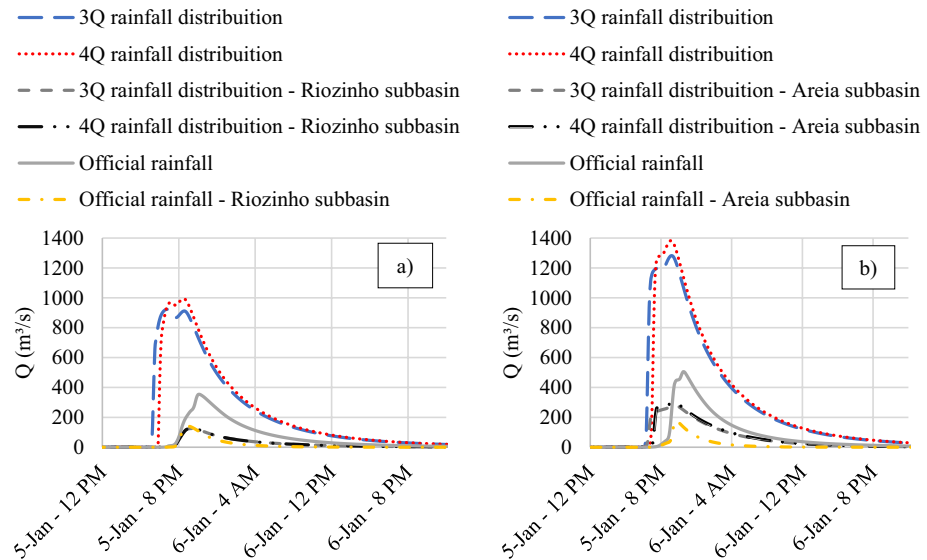 3Q rainfall distribuition
4Q rainfall distribuition
3Q rainfall distribuition - Riozinho subbasin
4Q rainfall distribuition - Riozinho subbasin
Official rainfall
Official rainfall - Riozinho subbasin
1400
1200
1000
800
600
400
200
0
Q (m³/s)
a)
5-Jan - 12 PM
5-Jan - 8 PM
6-Jan - 4 AM
6-Jan - 12 PM
6-Jan - 8 PM
3Q rainfall distribuition
4Q rainfall distribuition
3Q rainfall distribuition - Areia subbasin
4Q rainfall distribuition - Areia subbasin
Official rainfall
Official rainfall - Areia subbasin
1400
1200
1000
800
600
400
200
0
Q (m³/s)
b)
5-Jan - 12 PM
5-Jan - 8 PM
6-Jan - 4 AM
6-Jan - 12 PM
6-Jan - 8 PM